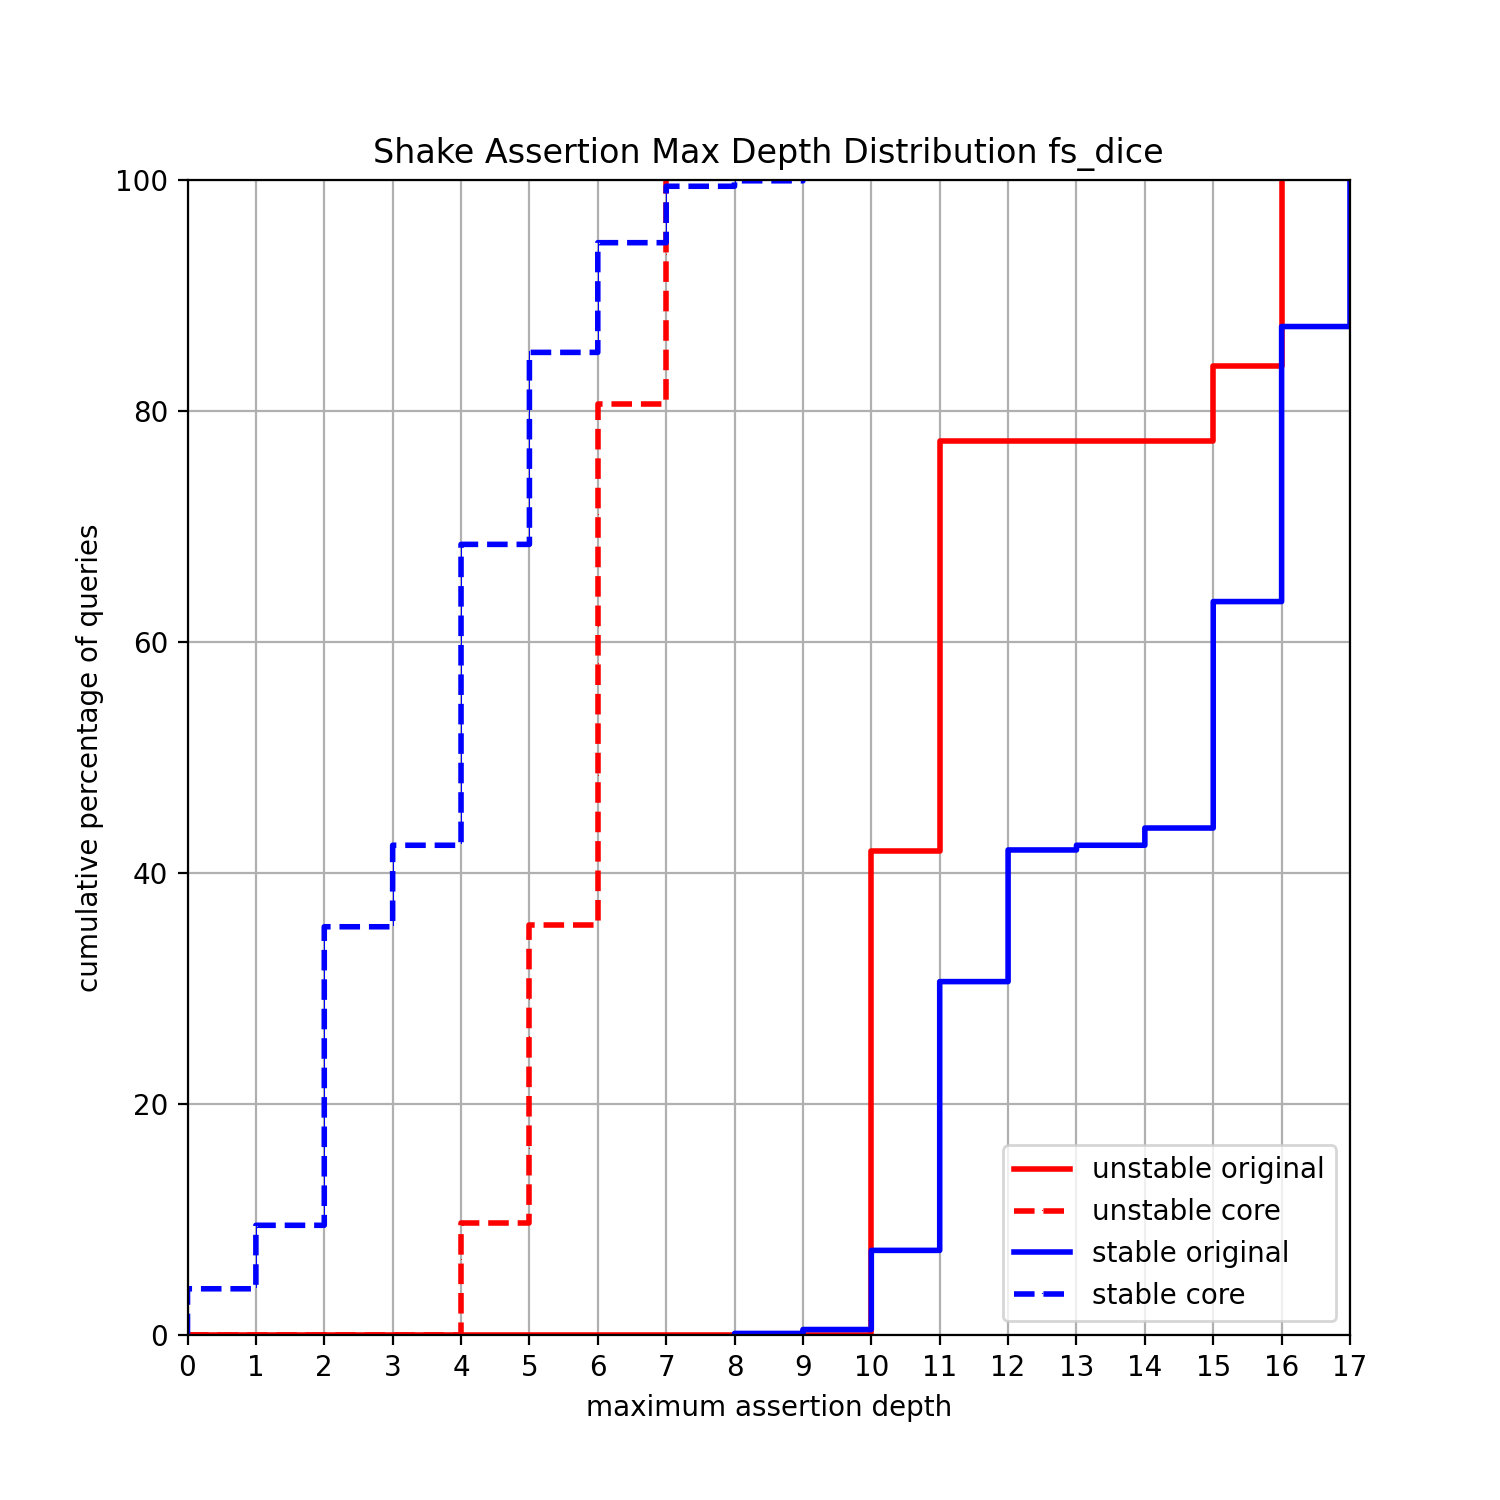 Shake Assertion Max Depth Distribution fs_dice
100
80
60
40
20
0
cumulative percentage of queries
0 1 2 3 4 5 6 7 8 9 10 11 12 13 14 15 16 17
maximum assertion depth
unstable original
unstable core
stable original
stable core